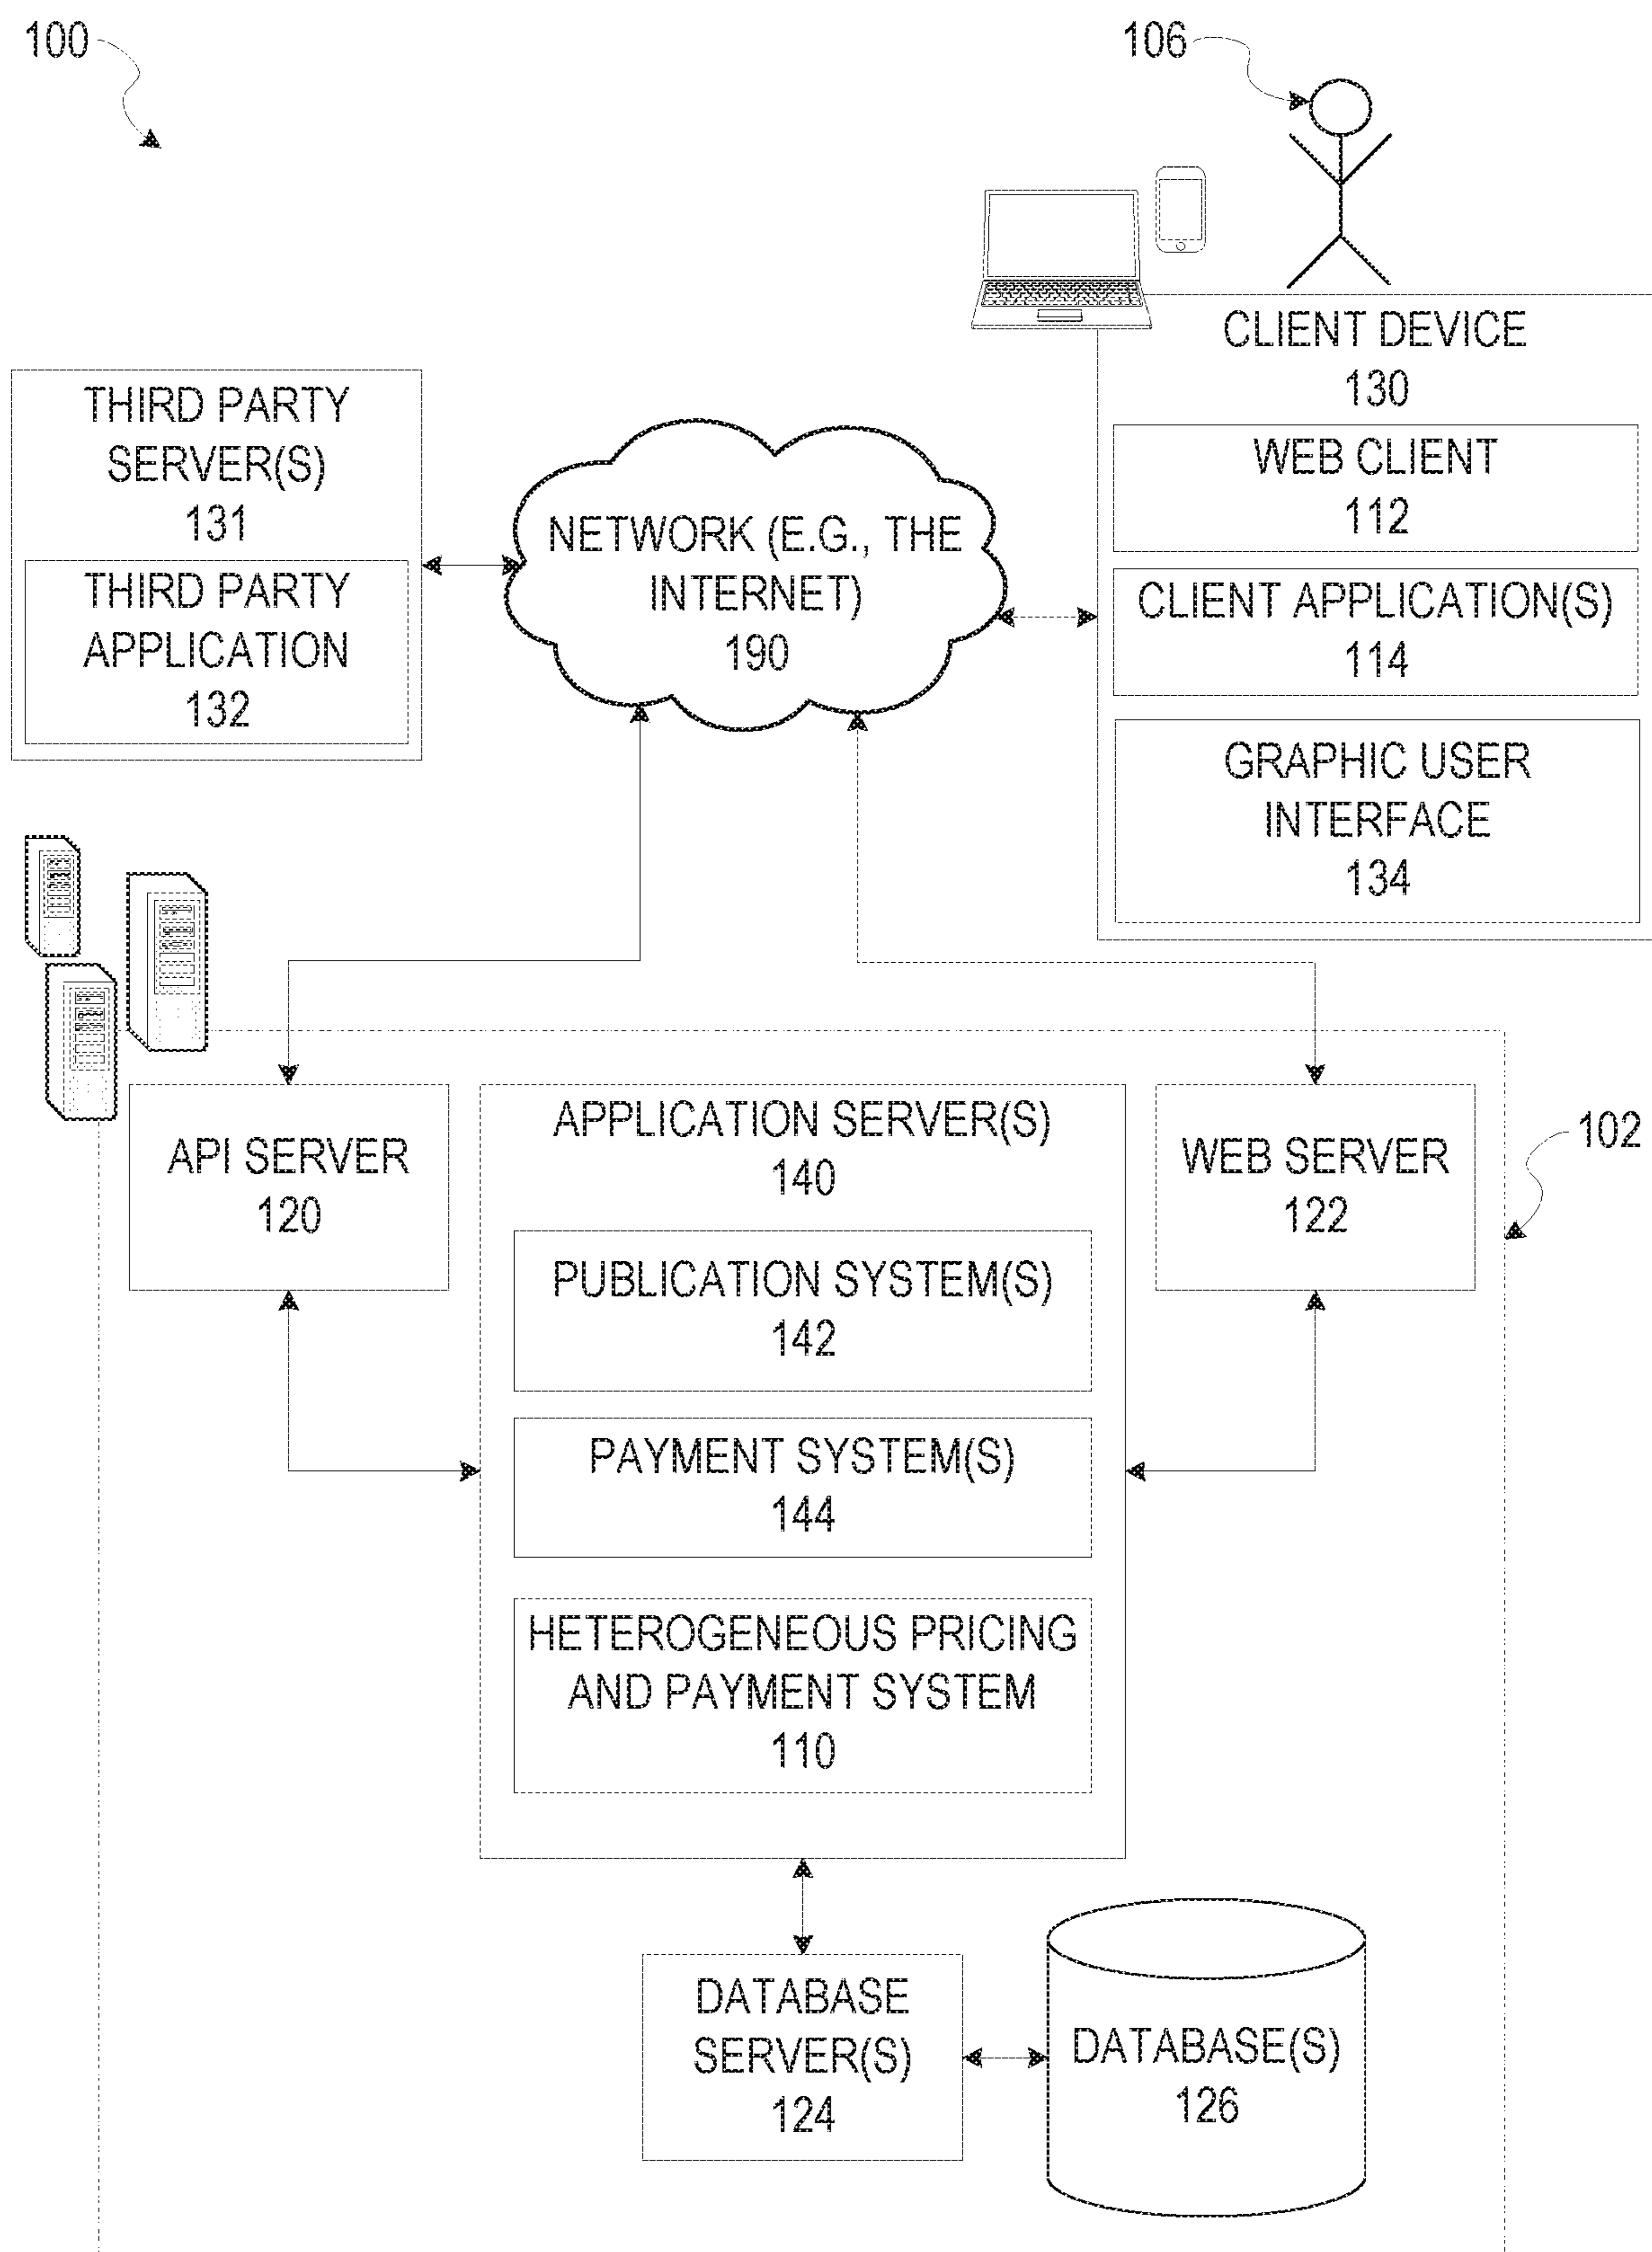 100
106
CLIENT DEVICE
130
WEB CLIENT
112
CLIENT APPLICATION(S)
114
GRAPHIC USER
INTERFACE
134
THIRD PARTY
SERVER(S)
131
THIRD PARTY
APPLICATION
132
NETWORK (E.G., THE
INTERNET)
190
API SERVER
120
APPLICATION SERVER(S)
140
PUBLICATION SYSTEM(S)
142
PAYMENT SYSTEM(S)
144
HETEROGENEOUS PRICING
AND PAYMENT SYSTEM
110
WEB SERVER
122
102
DATABASE
SERVER(S)
124
DATABASE(S)
126